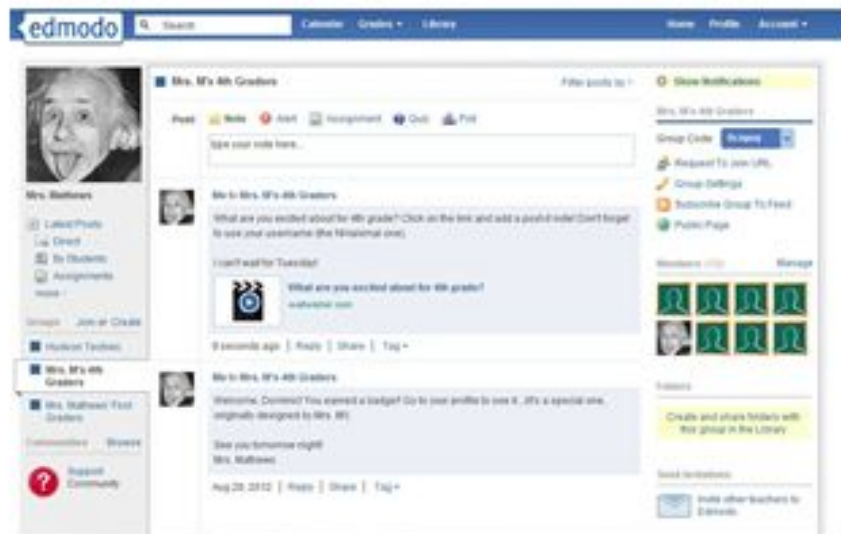 edmodo
Search
Calendar Grades Library
Home Profile Account
Mrs. M's 4th Graders
Filter posts by
Show Notifications
Post Note Alert Assignment Quiz Poll
Type your note here...
Mrs. Mathews
Latest Posts
Direct
By Students
Assignments
more
Groups Join or Create
Mrs. M's 4th
Graders
Mrs. Mathews' First
Graders
Communities Browse
Support
Community
Me to Mrs. M's 4th Graders
What are you excited about for 4th grade? Click on the link and add a post-it note! Don't forget
to use your username (the one).
I can't wait for Tuesday!
What are you excited about for 4th grade?
wallwisher.com
9 seconds ago | Reply | Share | Tag
Me to Mrs. M's 4th Graders
Welcome, You earned a badge! Go to your profile to see it. It's a special one,
originally designed by Mrs. M!
See you tomorrow night!
Mrs. Mathews
Aug 29, 2012 | Reply | Share | Tag
Mrs. M's 4th Graders
Group Code
Request To Join URL
Group Settings
Subscribe Group To Feed
Public Page
Members Manage
Folders
Create and share folders with
this group in the Library
Send Invitations
Invite other teachers to
Edmodo